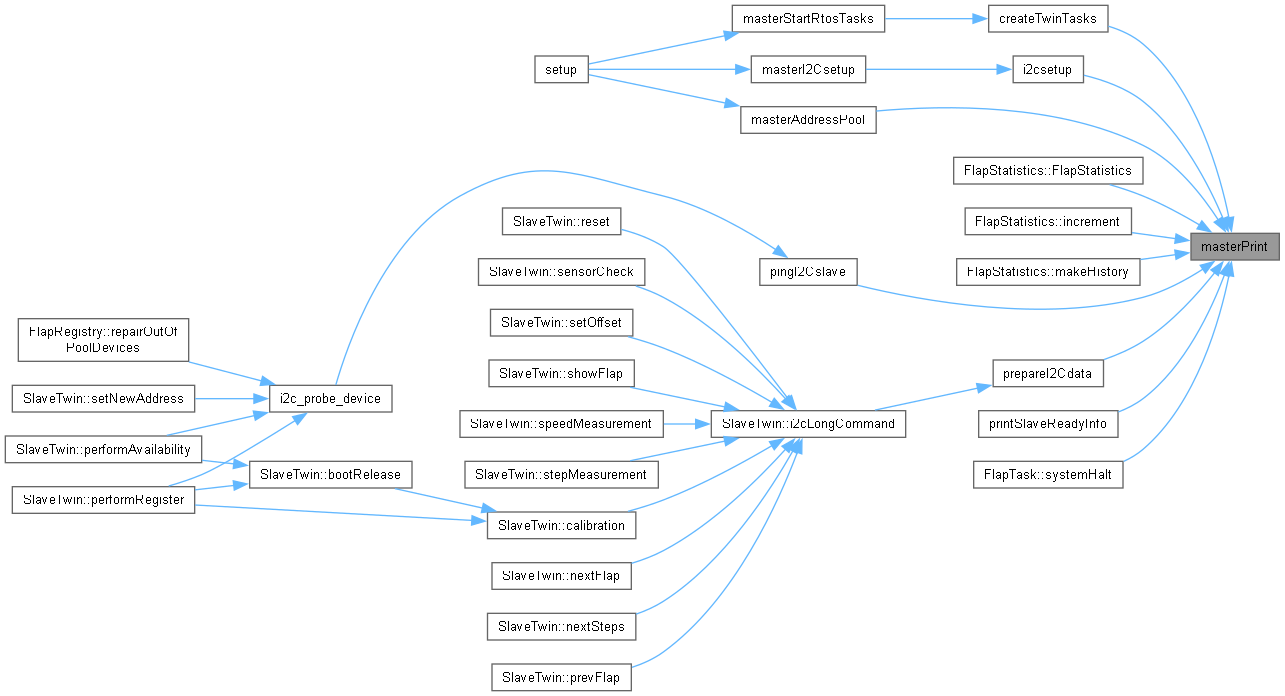 masterStartRtosTasks
createTwinTasks
setup
masterI2Csetup
i2csetup
masterAddressPool
FlapStatistics::FlapStatistics
SlaveTwin::reset
FlapStatistics::increment
masterPrint
SlaveTwin::sensorCheck
pingI2Cslave
FlapStatistics::makeHistory
SlaveTwin::setOffset
FlapRegistry::repairOutOf
PoolDevices
SlaveTwin::showFlap
prepareI2Cdata
SlaveTwin::setNewAddress
i2c_probe_device
SlaveTwin::speedMeasurement
SlaveTwin::i2cLongCommand
printSlaveReadyInfo
SlaveTwin::performAvailability
SlaveTwin::bootRelease
SlaveTwin::stepMeasurement
FlapTask::systemHalt
SlaveTwin::performRegister
SlaveTwin::calibration
SlaveTwin::nextFlap
SlaveTwin::nextSteps
SlaveTwin::prevFlap